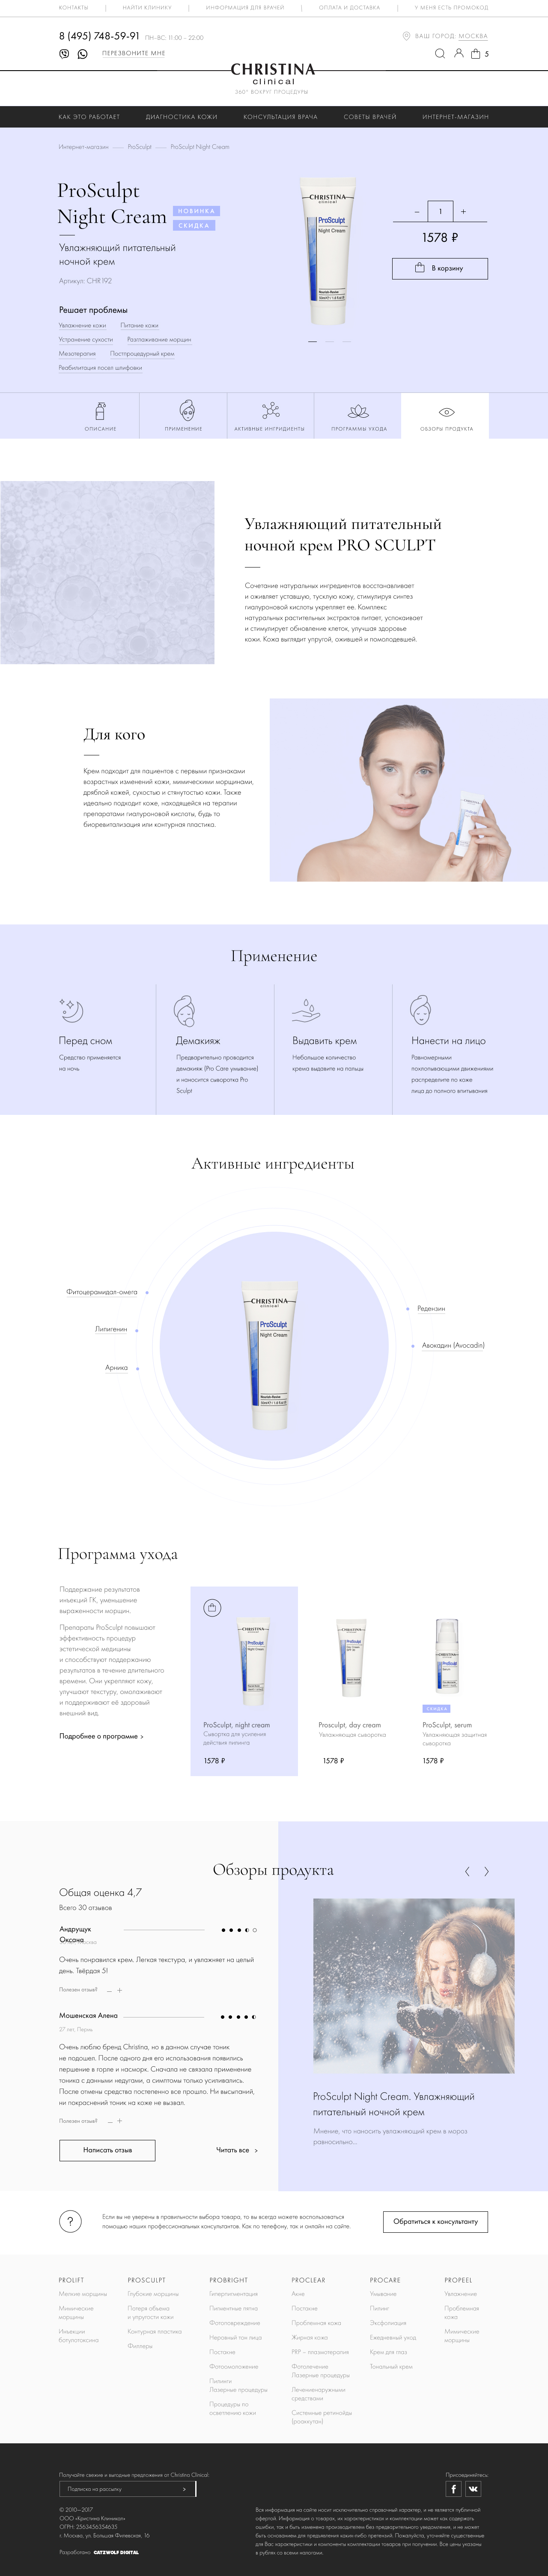 КОНТАКТЫ
НАЙТИ КЛИНИКУ
ИНФОРМАЦИЯ ДЛЯ ВРАЧЕЙ
ОПЛАТА И ДОСТАВКА
У МЕНЯ ЕСТЬ ПРОМОКОД
8 (495) 748-59-91 ПН-ВС: 11:00 – 22:00
ВАШ ГОРОД: МОСКВА
ПЕРЕЗВОНИТЕ МНЕ
5
CHRISTINA
clinical
360° ВОКРУГ ПРОЦЕДУРЫ
КАК ЭТО РАБОТАЕТ
ДИАГНОСТИКА КОЖИ
КОНСУЛЬТАЦИЯ ВРАЧА
СОВЕТЫ ВРАЧЕЙ
ИНТЕРНЕТ-МАГАЗИН
Интернет-магазин
ProSculpt
ProSculpt Night Cream
ProSculpt
Night Cream
НОВИНКА
СКИДКА
Увлажняющий питательный
ночной крем
Артикул: CHR192
Решает проблемы
Увлажнение кожи
Питание кожи
Устранение сухости
Разглаживание морщин
Мезотерапия
Постпроцедурный крем
Реабилитация посел шлифовки
CHRISTINA
clinical
ProSculpt
Night Cream
– 1 +
1578 ₽
В корзину
ОПИСАНИЕ
ПРИМЕНЕНИЕ
АКТИВНЫЕ ИНГРИДИЕНТЫ
ПРОГРАММЫ УХОДА
ОБЗОРЫ ПРОДУКТА
Увлажняющий питательный
ночной крем PRO SCULPT
Сочетание натуральных ингредиентов восстанавливает
и оживляет уставшую, тусклую кожу, стимулируя синтез
гиалуроновой кислоты укрепляет ее. Комплекс
натуральных растительных экстрактов питает, успокаивает
и стимулирует обновление клеток, улучшая здоровье
кожи. Кожа выглядит упругой, ожившей и помолодевшей.
Для кого
Крем подходит для пациентов с первыми признаками
возрастных изменений кожи, мимическими морщинами,
дряблой кожей, сухостью и стянутостью кожи. Также
идеально подходит коже, находящейся на терапии
препаратами гиалуроновой кислоты, будь то
биоревитализация или контурная пластика.
Применение
Перед сном
Средство применяется
на ночь
Демакияж
Предварительно проводится
демакияж (Pro Care умывание)
и наносится сыворотка Pro
Sculpt
Выдавить крем
Небольшое количество
крема выдавите на пальцы
Нанести на лицо
Равномерными
похлопывающими движениями
распределите по коже
лица до полного впитывания
Активные ингредиенты
Фитоцерамидал-омега
Липигенин
Арника
CHRISTINA
clinical
ProSculpt
Night Cream
Редензин
Авокадин (Avocadin)
Программа ухода
Поддержание результатов
инъекций ГК, уменьшение
выраженности морщин.
Препараты ProSculpt повышают
эффективность процедур
эстетической медицины
и способствуют поддержанию
результатов в течение длительного
времени. Они укрепляют кожу,
улучшают текстуру, омолаживают
и поддерживают её здоровый
внешний вид.
Подробнее о программе >
ProSculpt, night cream
Сыворотка для усиления
действия пилинга
1578 ₽
Prosculpt, day cream
Увлажняющая сыворотка
1578 ₽
СКИДКА
ProSculpt, serum
Увлажняющая защитная
сыворотка
1578 ₽
Обзоры продукта
Общая оценка 4,7
Всего 30 отзывов
Андрущук
Оксана
Очень понравился крем. Легкая текстура, и увлажняет на целый
день. Твёрдая 5!
Полезен отзыв? – +
Мошенская Алена
27 лет, Пермь
Очень люблю бренд Christina, но в данном случае тоник
не подошел. После одного дня его использования появились
першение в горле и насморк. Сначала не связала применение
тоника с данными недугами, а симптомы только усиливались.
После отмены средства постепенно все прошло. Ни высыпаний,
ни покраснений тоник на коже не вызвал.
Полезен отзыв? – +
Написать отзыв
Читать все >
ProSculpt Night Cream. Увлажняющий
питательный ночной крем
Мнение, что наносить увлажняющий крем в мороз
равносильно...
?
Если вы не уверены в правильности выбора товара, то вы всегда можете воспользоваться
помощью наших профессиональных консультантов. Как по телефону, так и онлайн на сайте.
Обратиться к консультанту
PROLIFT
Мелкие морщины
Мимические
морщины
Инъекции
ботулотоксина
PROSCULPT
Глубокие морщины
Потеря объема
и упругости кожи
Контурная пластика
Филлеры
PROBRIGHT
Гиперпигментация
Пигментные пятна
Фотоповреждение
Неровный тон лица
Постакне
Фотоомоложение
Пилинги
Лазерные процедуры
Процедуры по
осветлению кожи
PROCLEAR
Акне
Постакне
Проблемная кожа
Жирная кожа
PRP – плазмотерапия
Фотолечение
Лазерные процедуры
Лечениенаружными
средствами
Системные ретиноиды
(роаккутан)
PROCARE
Умывание
Пилинг
Эксфолиация
Ежедневный уход
Крем для глаз
Тональный крем
PROPEEL
Увлажнение
Проблемная
кожа
Мимические
морщины
Получайте свежие и выгодные предложения от Christina Clinical:
Подписка на рассылку >
Присоединяйтесь:
© 2010—2017
ООО «Кристина Клиникал»
ОГРН: 2563456354635
г. Москва, ул. Большая Филевская, 16
Разработано CATZWOLF DIGITAL
Вся информация на сайте носит исключительно справочный характер, и не является публичной
офертой. Информация о товарах, их характеристиках и комплектации может как содержать
ошибки, так и быть изменена производителем без предварительного уведомления, и не может
быть основанием для предъявления каких-либо претензий. Пожалуйста, уточняйте существенные
для Вас характеристики и компоненты комплектации товаров при получении. Все цены указаны
в рублях со всеми налогами.